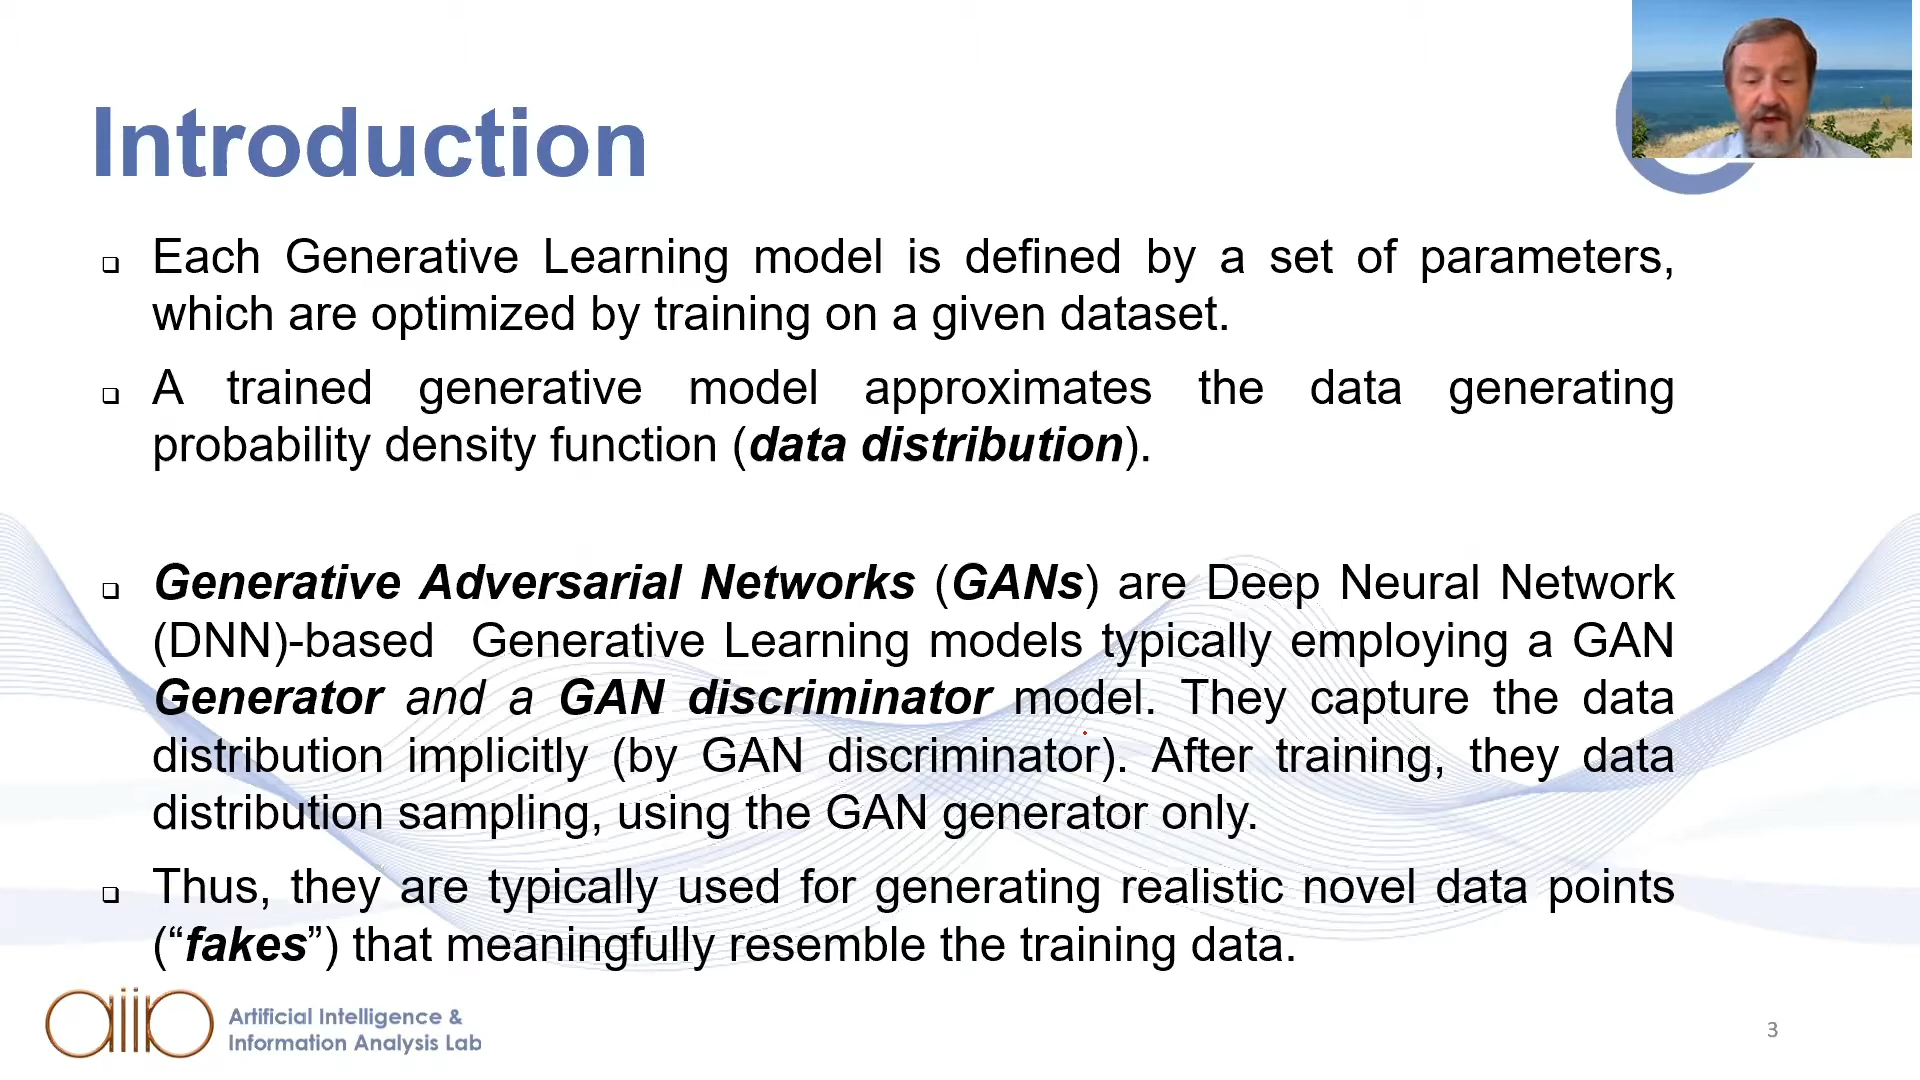 Introduction
❑ Each Generative Learning model is defined by a set of parameters,
which are optimized by training on a given dataset.
❑ A trained generative model approximates the data generating
probability density function (data distribution).
❑ Generative Adversarial Networks (GANs) are Deep Neural Network
(DNN)-based Generative Learning models typically employing a GAN
Generator and a GAN discriminator model. They capture the data
distribution implicitly (by GAN discriminator). After training, they data
distribution sampling, using the GAN generator only.
❑ Thus, they are typically used for generating realistic novel data points
(“fakes”) that meaningfully resemble the training data.
aiia
Artificial Intelligence &
Information Analysis Lab
3